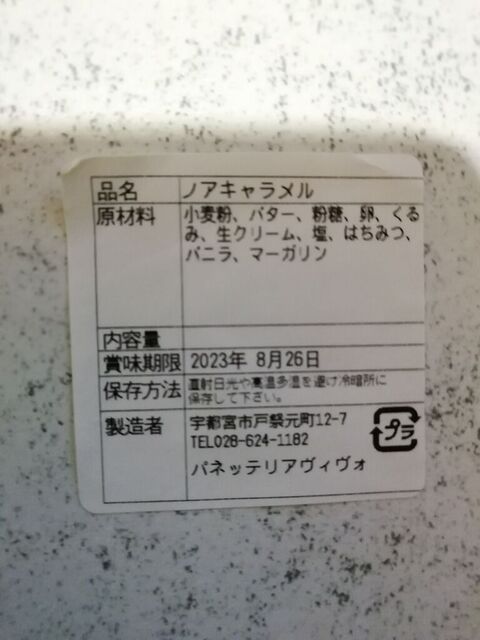 品名 ノアキャラメル
原材料 小麦粉、バター、粉糖、卵、くる
み、生クリーム、塩、はちみつ、
バニラ、マーガリン
内容量
賞味期限 2023年 8月26日
保存方法 直射日光や高温多湿を避け冷暗所に
保存して下さい。
製造者 宇都宮市戸祭元町12-7
TEL028-624-1182
パネッテリアヴィヴォ
プラ